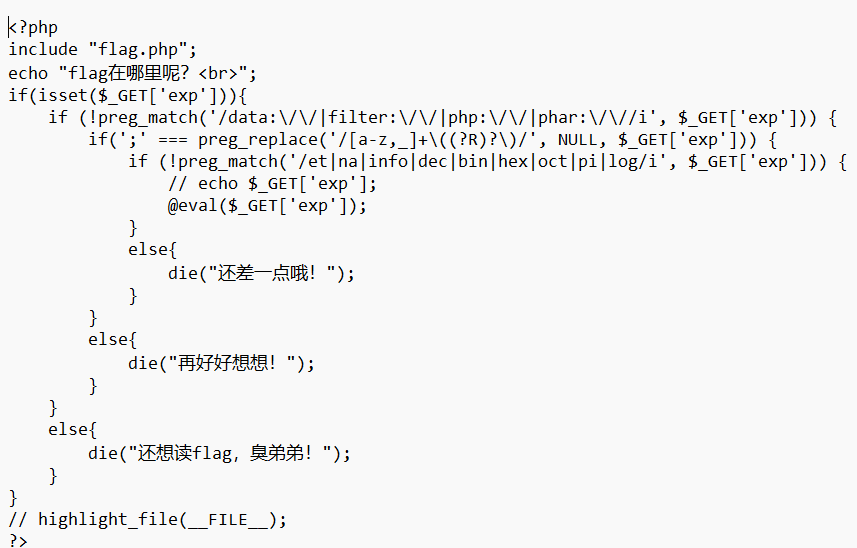 <?php
include "flag.php";
echo "flag在哪里呢？<br>";
if(isset($_GET['exp'])){
    if (!preg_match('/data:\/\/|filter:\/\/|php:\/\/|phar:\/\//i', $_GET['exp'])) {
        if(';' === preg_replace('/[a-z,_]+\((?R)?\)/', NULL, $_GET['exp'])) {
            if (!preg_match('/et|na|info|dec|bin|hex|oct|pi|log/i', $_GET['exp'])) {
                // echo $_GET['exp'];
                @eval($_GET['exp']);
            }
            else{
                die("还差一点哦！");
            }
        }
        else{
            die("再好好想想！");
        }
    }
    else{
        die("还想读flag，臭弟弟！");
    }
}
// highlight_file(__FILE__);
?>